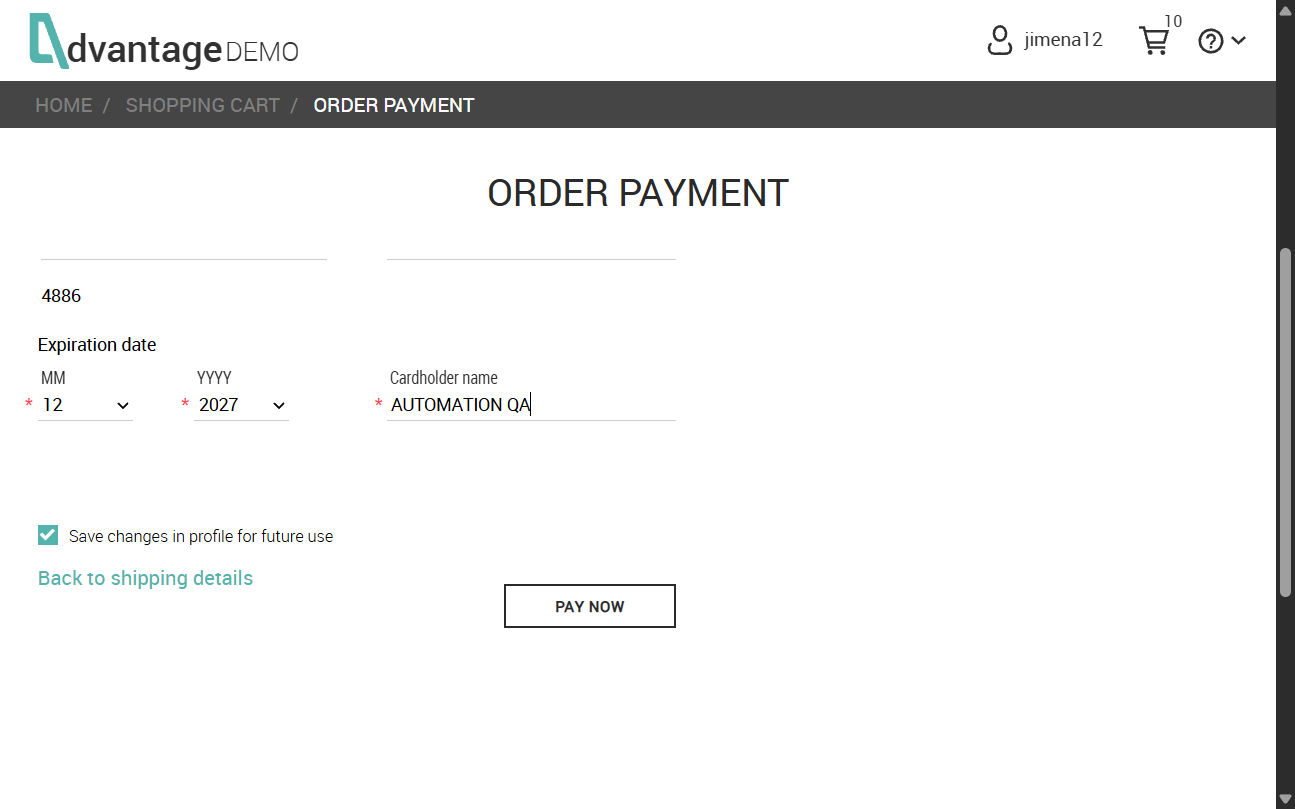 dvantage DEMO
jimena12
10
HOME / SHOPPING CART / ORDER PAYMENT
ORDER PAYMENT
4886
Expiration date
MM YYYY Cardholder name
* 12 * 2027 * AUTOMATION QA
Save changes in profile for future use
Back to shipping details
PAY NOW